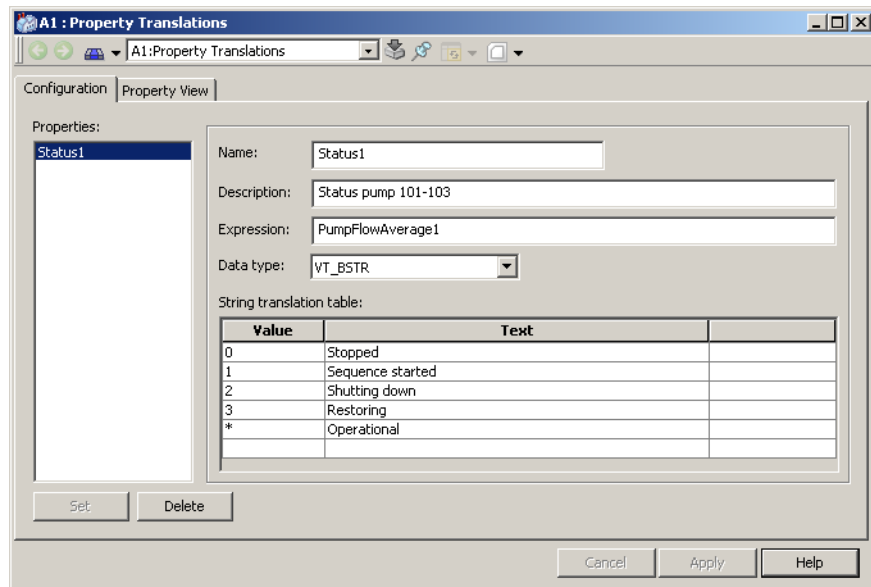 A1 : Property Translations
A1:Property Translations
Configuration Property View
Properties:
Status1
Name: Status1
Description: Status pump 101-103
Expression: PumpFlowAverage1
Data type: VT_BSTR
String translation table:
Value Text
0 Stopped
1 Sequence started
2 Shutting down
3 Restoring
* Operational
Set Delete
Cancel Apply Help